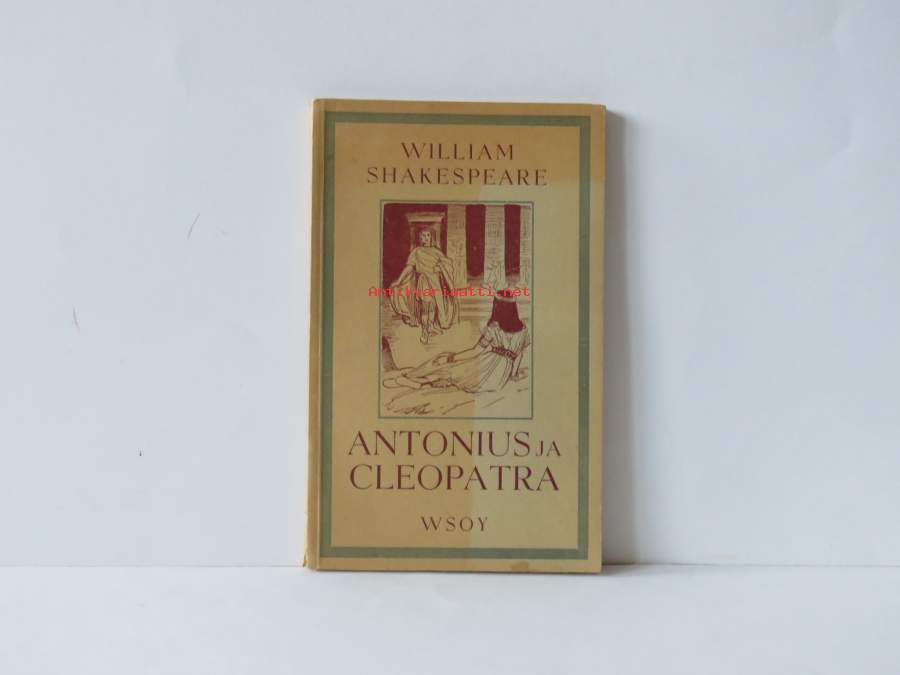 WILLIAM
SHAKESPEARE
Antikvariaatti.net
ANTONIUS JA
CLEOPATRA
WSOY